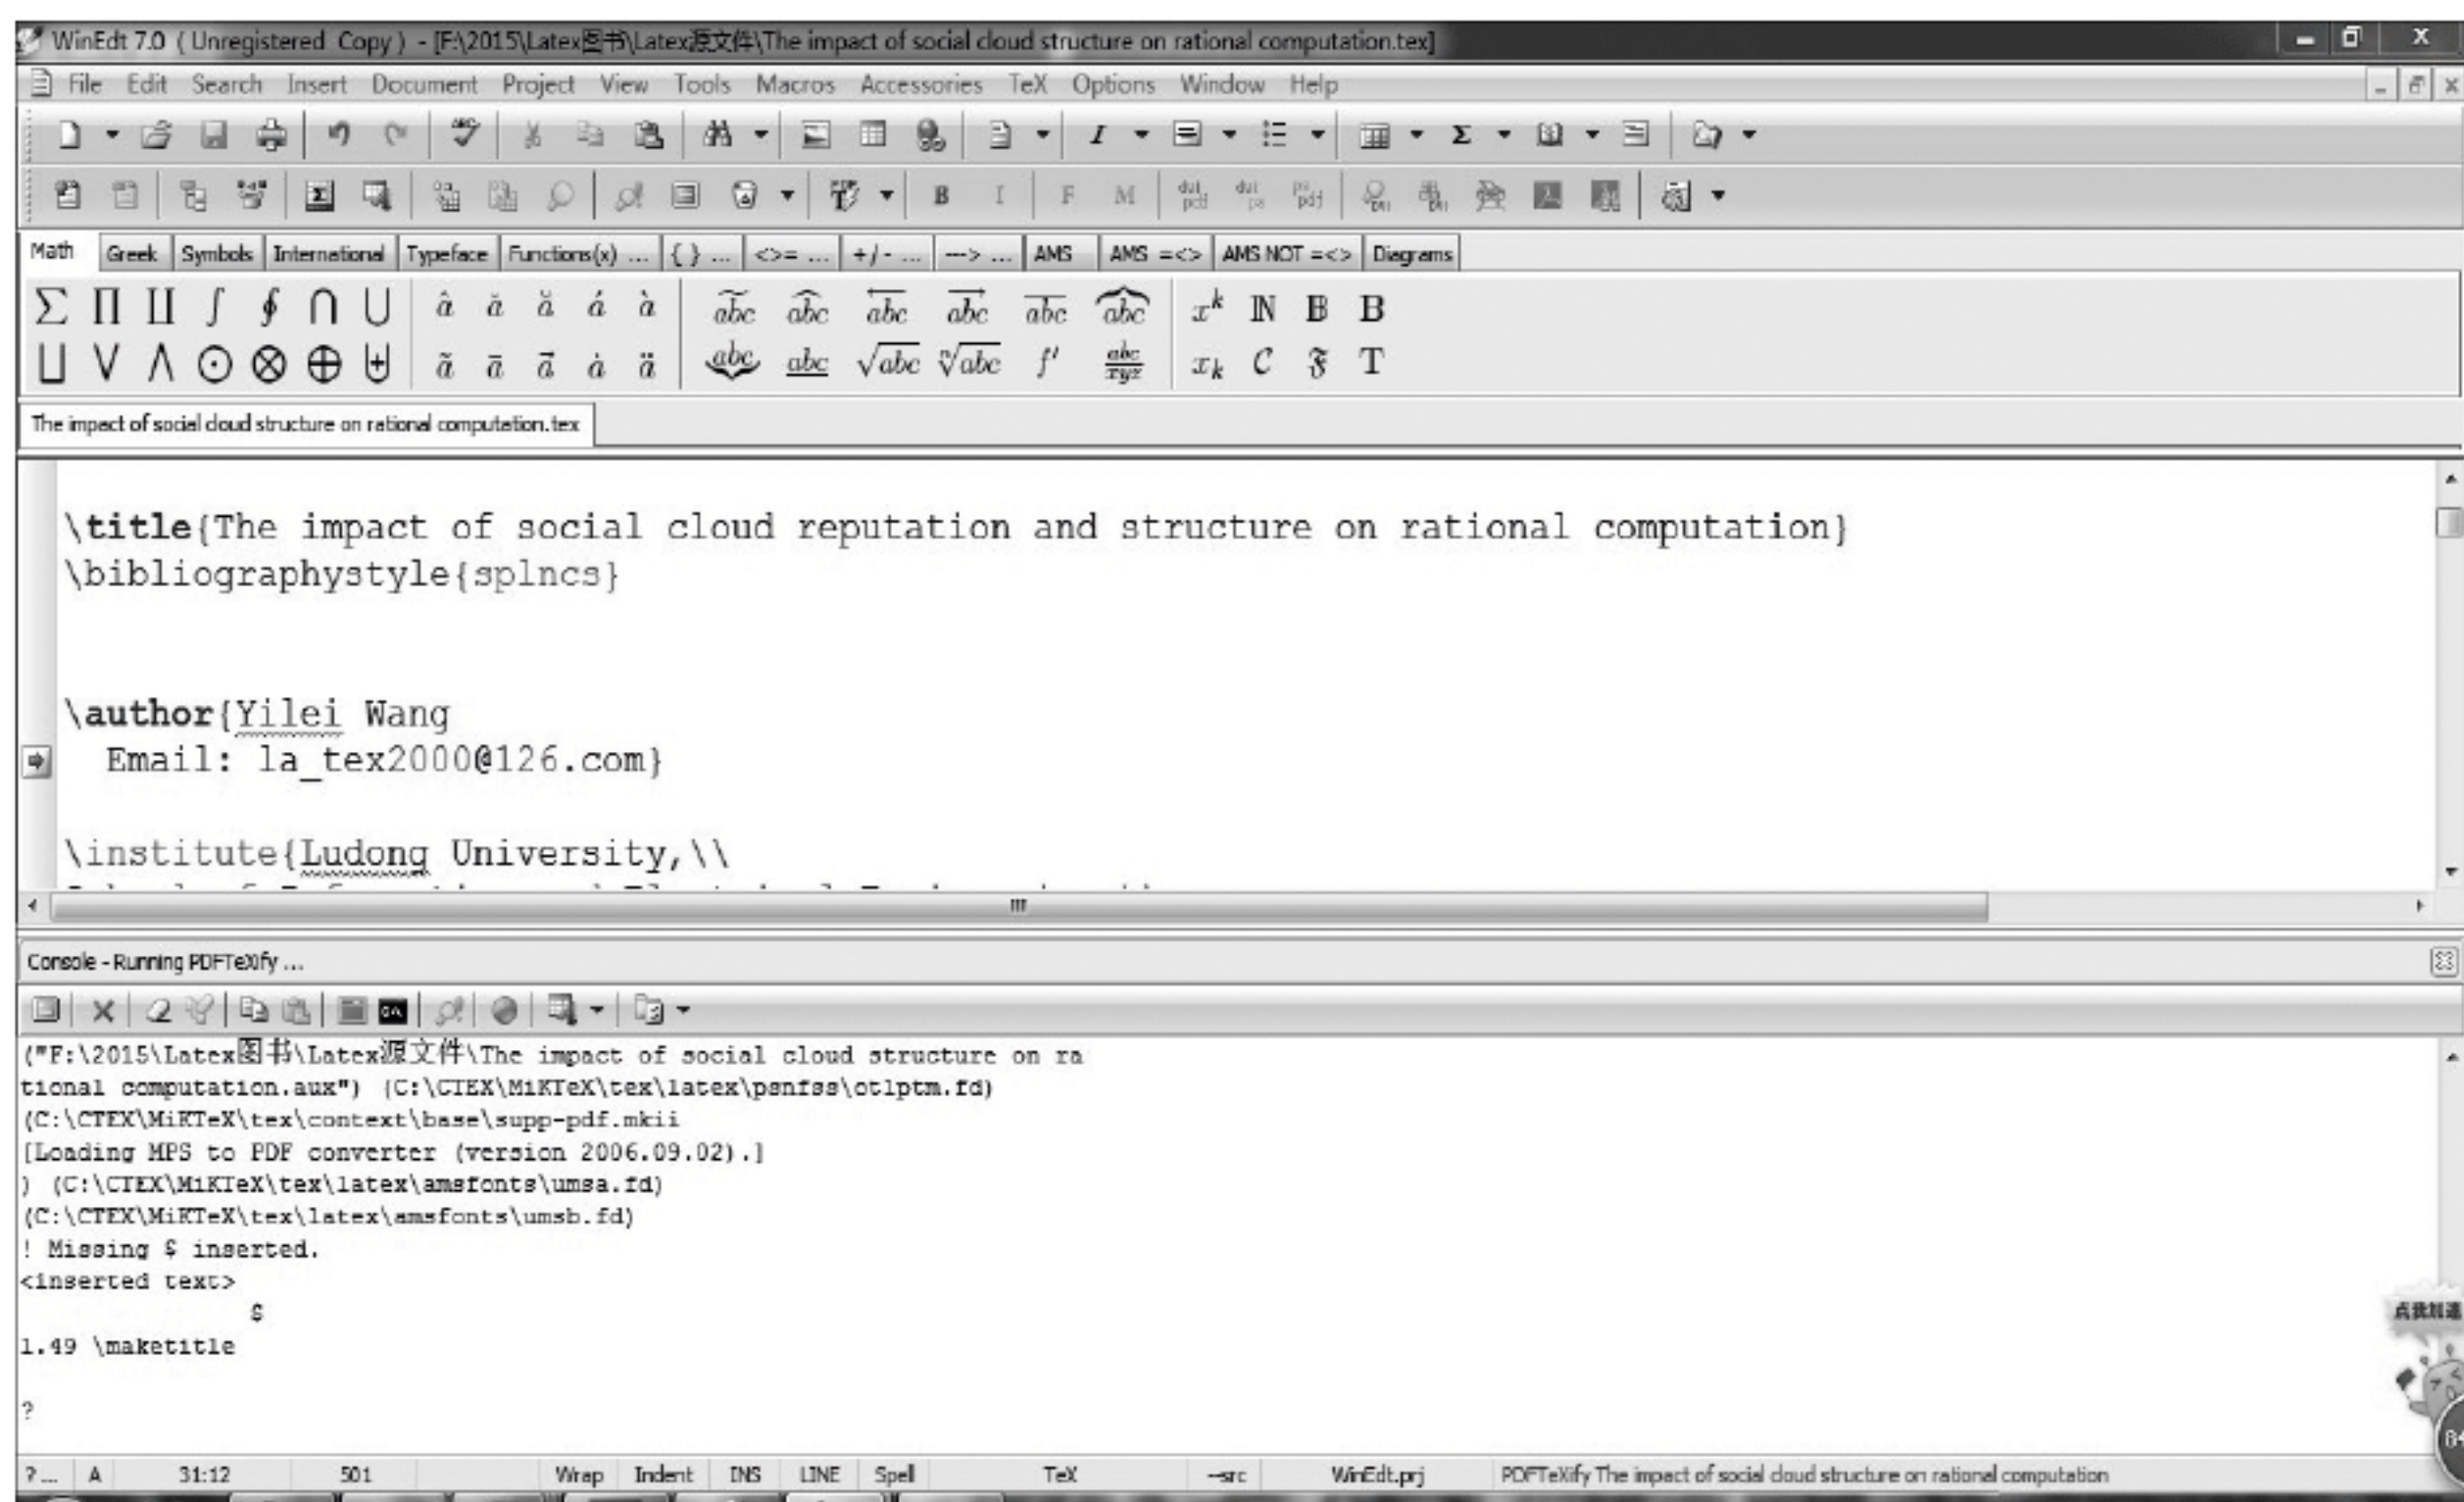 WinEdt 7.0 ( Unregistered Copy ) - [F:\2015\Latex图书\Latex源文件\The impact of social cloud structure on rational computation.tex]
File Edit Search Insert Document Project View Tools Macros Accessories TeX Options Window Help
Math Greek Symbols International Typeface Functions(x) ... { } ... <>= ... +/- ... ---> ... AMS AMS =<> AMS NOT =<> Diagrams
The impact of social cloud structure on rational computation.tex
\title{The impact of social cloud reputation and structure on rational computation}
\bibliographystyle{splncs}
\author{Yilei Wang
Email: la_tex2000@126.com}
\institute{Ludong University,\\
Console - Running PDFTeXify ...
("F:\2015\Latex图书\Latex源文件\The impact of social cloud structure on ra
tional computation.aux") (C:\CTEX\MiKTeX\tex\latex\psnfss\ot1ptm.fd)
(C:\CTEX\MiKTeX\tex\context\base\supp-pdf.mkii
[Loading MPS to PDF converter (version 2006.09.02).]
) (C:\CTEX\MiKTeX\tex\latex\amsfonts\umsa.fd)
(C:\CTEX\MiKTeX\tex\latex\amsfonts\umsb.fd)
! Missing $ inserted.
<inserted text>
$
l.49 \maketitle
?
点我加速
?... A 31:12 501 Wrap Indent INS LINE Spell TeX --src WinEdt.prj PDFTeXify The impact of social cloud structure on rational computation